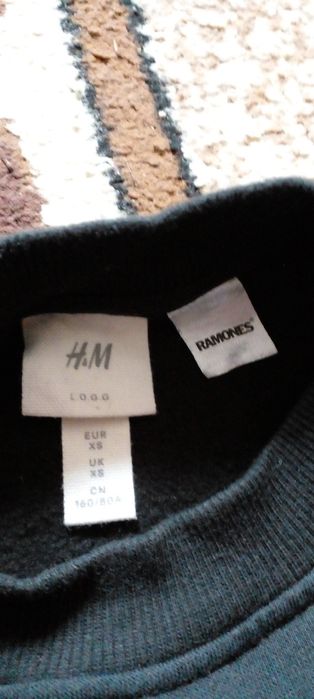 H&M
L.O.G.G
EUR
XS
UK
XS
CN
160/80A
RAMONES